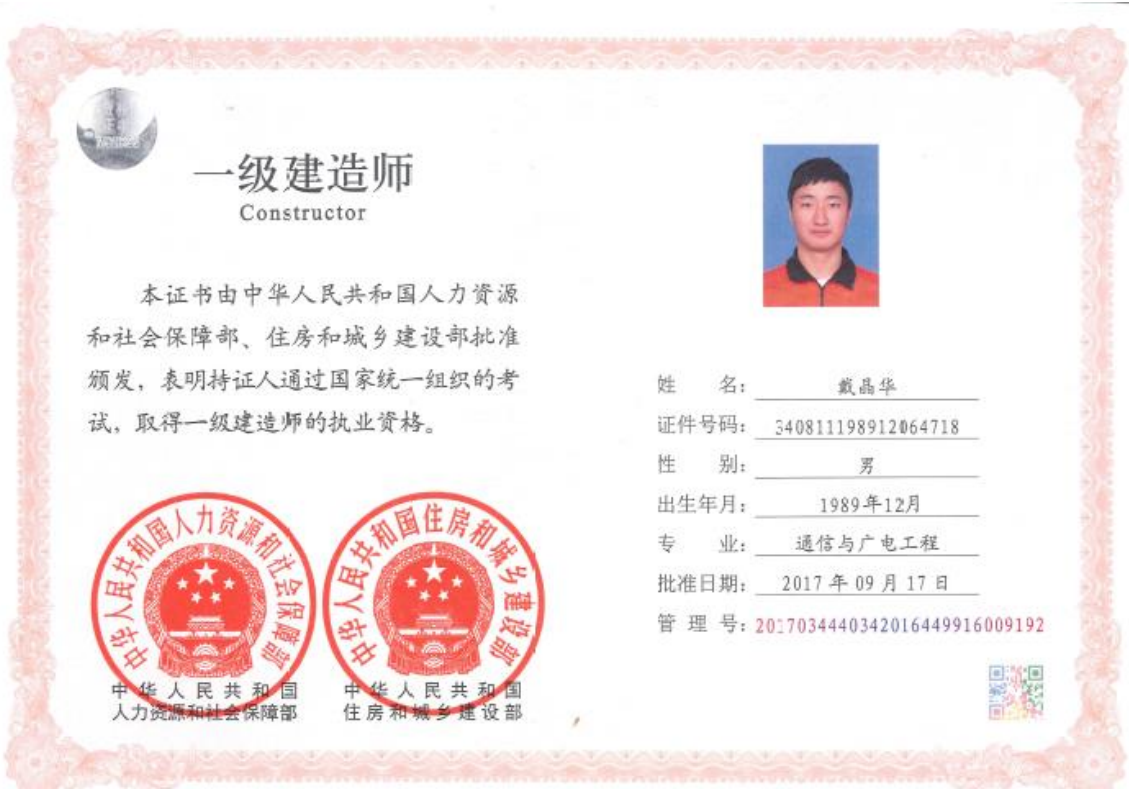 一级建造师
Constructor
本证书由中华人民共和国人力资源
和社会保障部、住房和城乡建设部批准
颁发，表明持证人通过国家统一组织的考
试，取得一级建造师的执业资格。
中华人民共和国人力资源和社会保障部
中华人民共和国住房和城乡建设部
中华人民共和国
人力资源和社会保障部
中华人民共和国
住房和城乡建设部
姓 名： 戴晶华
证件号码： 340811198912064718
性 别： 男
出生年月： 1989年12月
专 业： 通信与广电工程
批准日期： 2017年09月17日
管 理 号： 2017034440342016449916009192